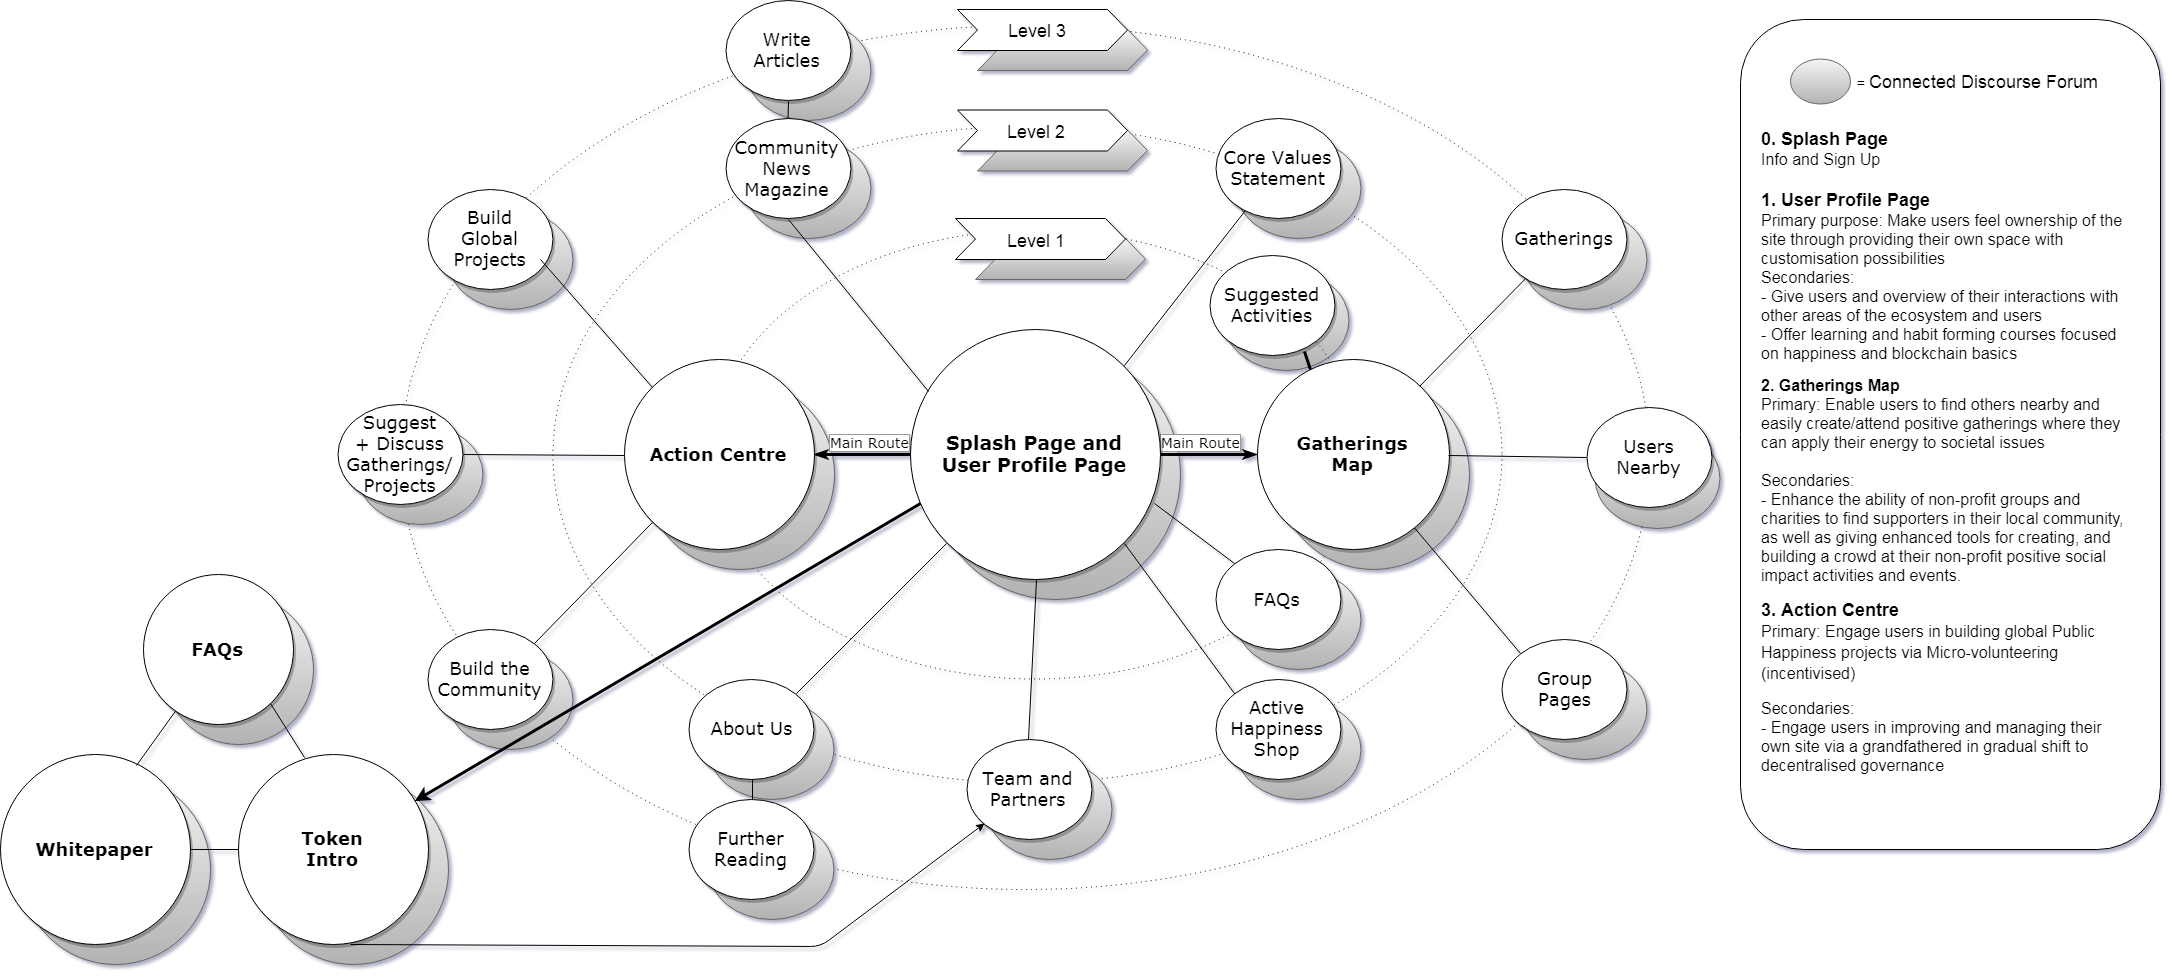 Write
Articles
Level 3
Level 2
Level 1
Community
News
Magazine
Core Values
Statement
Build
Global
Projects
Gatherings
Suggested
Activities
Suggest
+ Discuss
Gatherings/
Projects
Action Centre
Main Route
Splash Page and
User Profile Page
Main Route
Gatherings
Map
Users
Nearby
FAQs
FAQs
Build the
Community
Group
Pages
About Us
Active
Happiness
Shop
Team and
Partners
Whitepaper
Token
Intro
Further
Reading
= Connected Discourse Forum
0. Splash Page
Info and Sign Up
1. User Profile Page
Primary purpose: Make users feel ownership of the
site through providing their own space with
customisation possibilities
Secondaries:
- Give users and overview of their interactions with
other areas of the ecosystem and users
- Offer learning and habit forming courses focused
on happiness and blockchain basics
2. Gatherings Map
Primary: Enable users to find others nearby and
easily create/attend positive gatherings where they
can apply their energy to societal issues
Secondaries:
- Enhance the ability of non-profit groups and
charities to find supporters in their local community,
as well as giving enhanced tools for creating, and
building a crowd at their non-profit positive social
impact activities and events.
3. Action Centre
Primary: Engage users in building global Public
Happiness projects via Micro-volunteering
(incentivised)
Secondaries:
- Engage users in improving and managing their
own site via a grandfathered in gradual shift to
decentralised governance